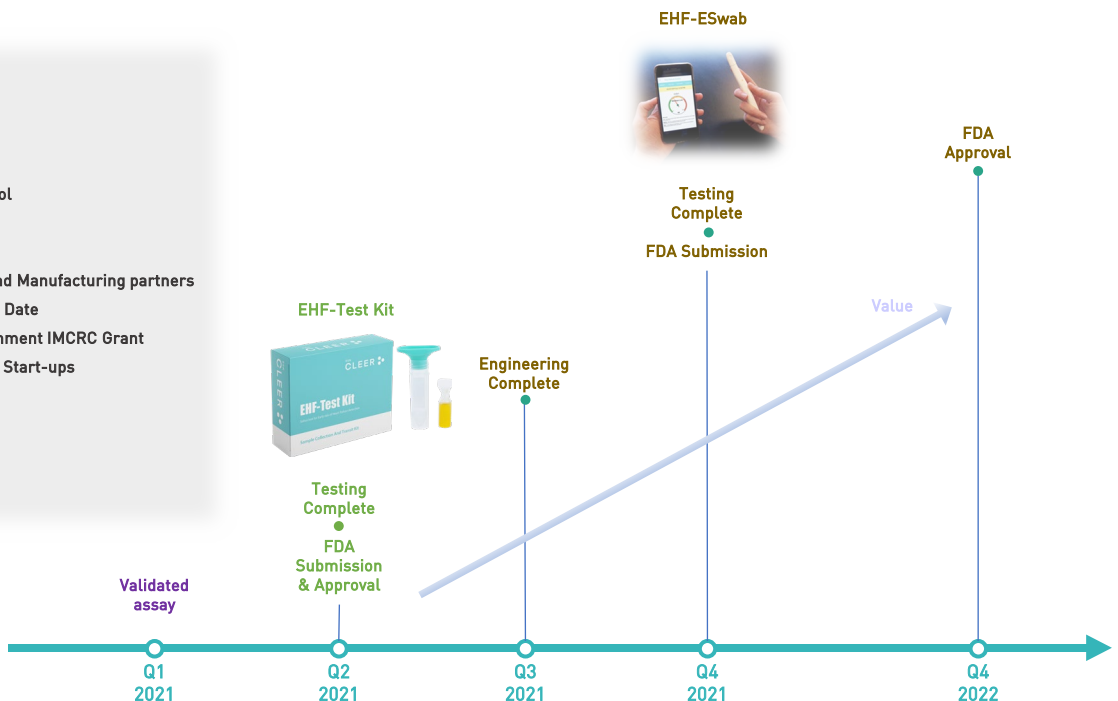 ol
nd Manufacturing partners
Date
nment IMCRC Grant
Start-ups
EHF-ESwab
FDA
Approval
Testing
Complete
FDA Submission
Value
EHF-Test Kit
CLEER
EHF-Test Kit
Engineering
Complete
Testing
Complete
FDA
Submission
& Approval
Validated
assay
Q1
2021
Q2
2021
Q3
2021
Q4
2021
Q4
2022